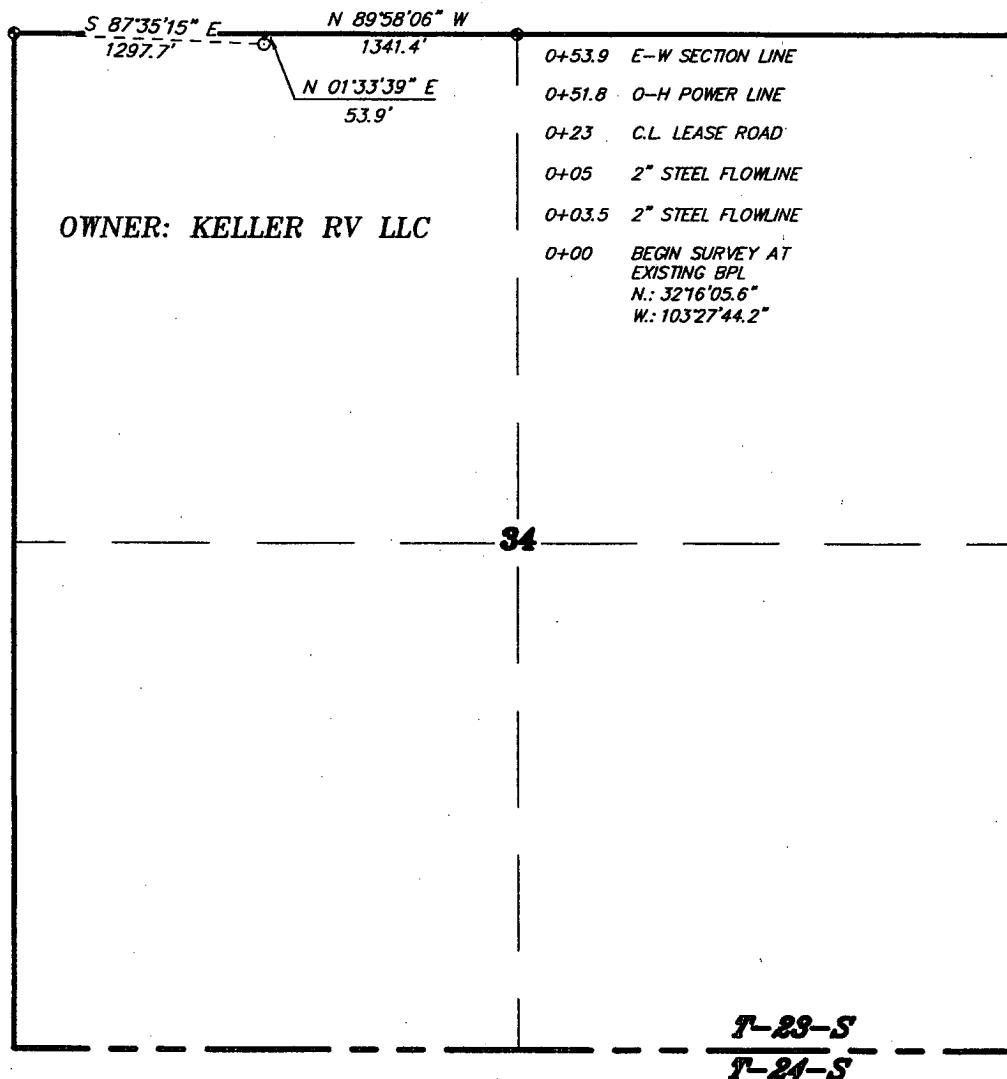 S 87°35'15" E
1297.7'
N 89°58'06" W
1341.4'
N 01°33'39" E
53.9'
0+53.9 E-W SECTION LINE
0+51.8 O-H POWER LINE
0+23 C.L. LEASE ROAD
0+05 2" STEEL FLOWLINE
0+03.5 2" STEEL FLOWLINE
0+00 BEGIN SURVEY AT
EXISTING BPL
N.: 32°16'05.6"
W.: 103°27'44.2"
OWNER: KELLER RV LLC
34
T-23-S
T-24-S